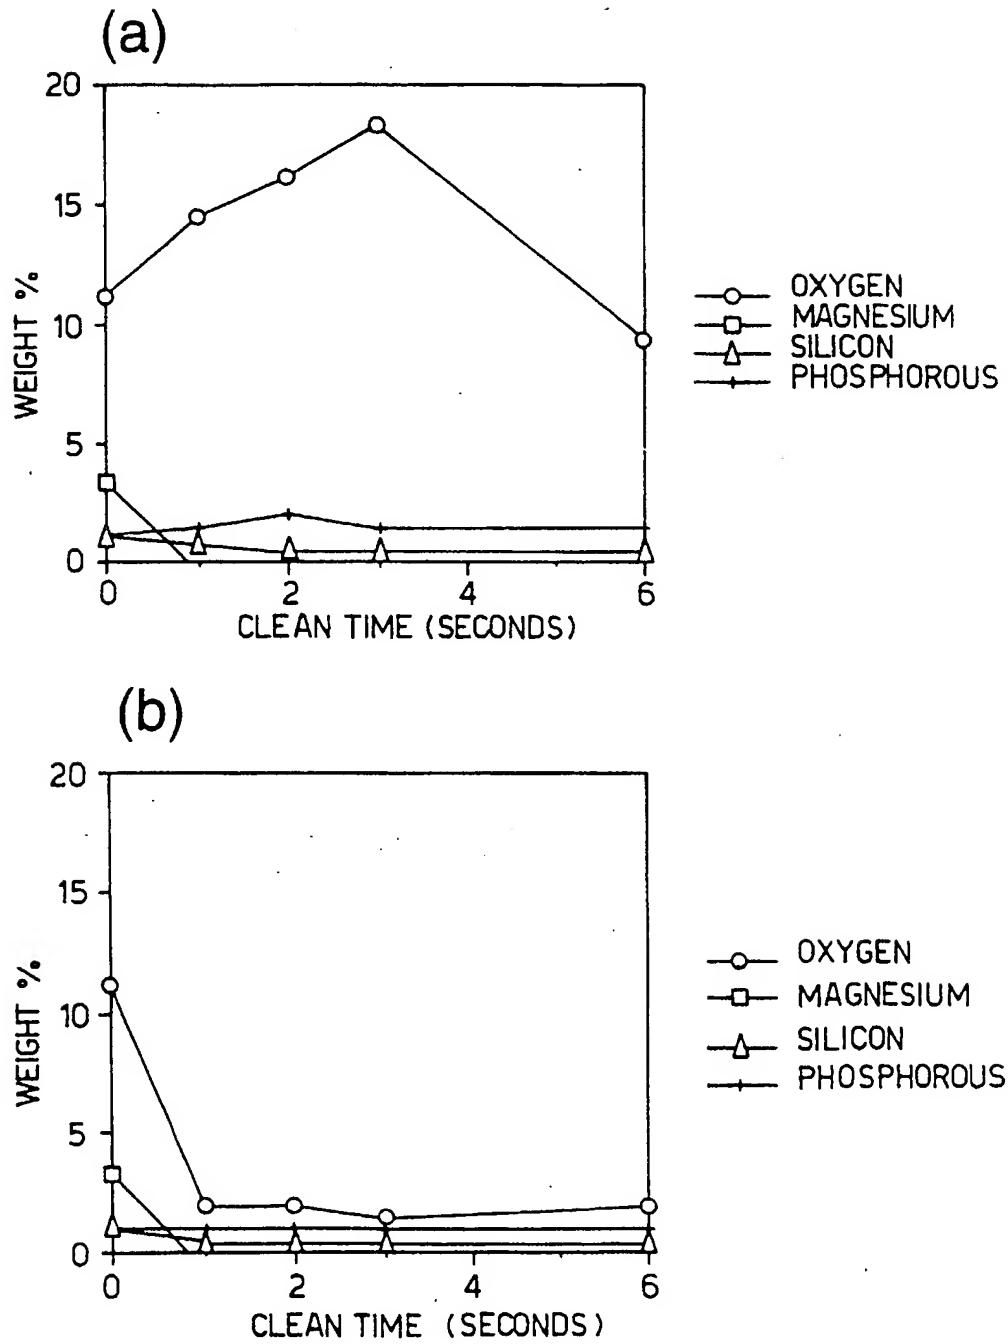 (a)
20
15
10
5
0
WEIGHT %
0 2 4 6
CLEAN TIME (SECONDS)
OXYGEN
MAGNESIUM
SILICON
PHOSPHOROUS
(b)
20
15
10
5
0
WEIGHT %
0 2 4 6
CLEAN TIME (SECONDS)
OXYGEN
MAGNESIUM
SILICON
PHOSPHOROUS